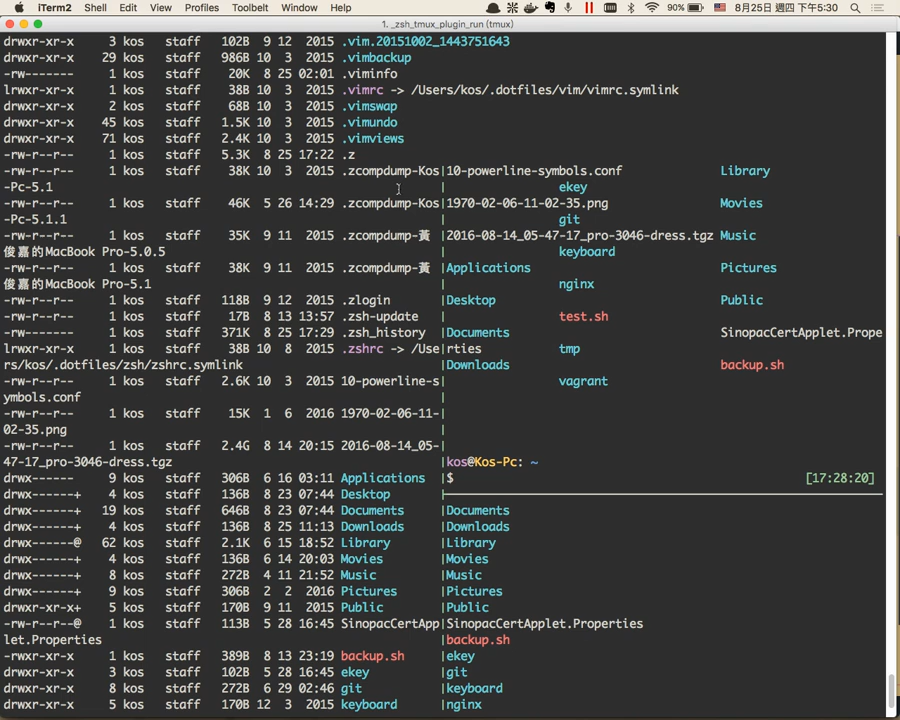 iTerm2 Shell Edit View Profiles Toolbelt Window Help 90% 8月25日 週四 下午5:30
1. _zsh_tmux_plugin_run (tmux)
drwxr-xr-x 3 kos staff 102B 9 12 2015 .vim.20151002_1443751643
drwxr-xr-x 29 kos staff 986B 10 3 2015 .vimbackup
-rw------- 1 kos staff 20K 8 25 02:01 .viminfo
lrwxr-xr-x 1 kos staff 38B 10 3 2015 .vimrc -> /Users/kos/.dotfiles/vim/vimrc.symlink
drwxr-xr-x 2 kos staff 68B 10 3 2015 .vimswap
drwxr-xr-x 45 kos staff 1.5K 10 3 2015 .vimundo
drwxr-xr-x 71 kos staff 2.4K 10 3 2015 .vimviews
-rw-r--r-- 1 kos staff 5.3K 8 25 17:22 .z
-rw-r--r-- 1 kos staff 38K 10 3 2015 .zcompdump-Kos|10-powerline-symbols.conf Library
-Pc-5.1 | ekey
-rw-r--r-- 1 kos staff 46K 5 26 14:29 .zcompdump-Kos|1970-02-06-11-02-35.png Movies
-Pc-5.1.1 | git
-rw-r--r-- 1 kos staff 35K 9 11 2015 .zcompdump-黃 |2016-08-14_05-47-17_pro-3046-dress.tgz Music
俊嘉的MacBook Pro-5.0.5 | keyboard
-rw-r--r-- 1 kos staff 38K 9 11 2015 .zcompdump-黃 |Applications Pictures
俊嘉的MacBook Pro-5.1 | nginx
-rw-r--r-- 1 kos staff 118B 9 12 2015 .zlogin |Desktop Public
-rw-r--r-- 1 kos staff 17B 8 13 13:57 .zsh-update | test.sh
-rw------- 1 kos staff 371K 8 25 17:29 .zsh_history |Documents SinopacCertApplet.Prope
lrwxr-xr-x 1 kos staff 38B 10 8 2015 .zshrc -> /Use|rties tmp
rs/kos/.dotfiles/zsh/zshrc.symlink |Downloads backup.sh
-rw-r--r-- 1 kos staff 2.6K 10 3 2015 10-powerline-s| vagrant
ymbols.conf |
-rw-r--r-- 1 kos staff 15K 1 6 2016 1970-02-06-11-|
02-35.png |
-rw-r--r-- 1 kos staff 2.4G 8 14 20:15 2016-08-14_05-|
47-17_pro-3046-dress.tgz |kos@Kos-Pc: ~
drwx------ 9 kos staff 306B 6 16 03:11 Applications |$ [17:28:20]
drwx------+ 4 kos staff 136B 8 23 07:44 Desktop
drwx------+ 19 kos staff 646B 8 23 07:44 Documents |Documents
drwx------+ 4 kos staff 136B 8 25 11:13 Downloads |Downloads
drwx------@ 62 kos staff 2.1K 6 15 18:52 Library |Library
drwx------+ 4 kos staff 136B 6 14 20:03 Movies |Movies
drwx------+ 8 kos staff 272B 4 11 21:52 Music |Music
drwx------+ 9 kos staff 306B 2 2 2016 Pictures |Pictures
drwxr-xr-x+ 5 kos staff 170B 9 11 2015 Public |Public
-rw-r--r--@ 1 kos staff 113B 5 28 16:45 SinopacCertApp|SinopacCertApplet.Properties
let.Properties |backup.sh
-rwxr-xr-x 1 kos staff 389B 8 13 23:19 backup.sh |ekey
drwxr-xr-x 3 kos staff 102B 5 28 16:45 ekey |git
drwxr-xr-x 8 kos staff 272B 6 29 02:46 git |keyboard
drwxr-xr-x 5 kos staff 170B 12 3 2015 keyboard |nginx